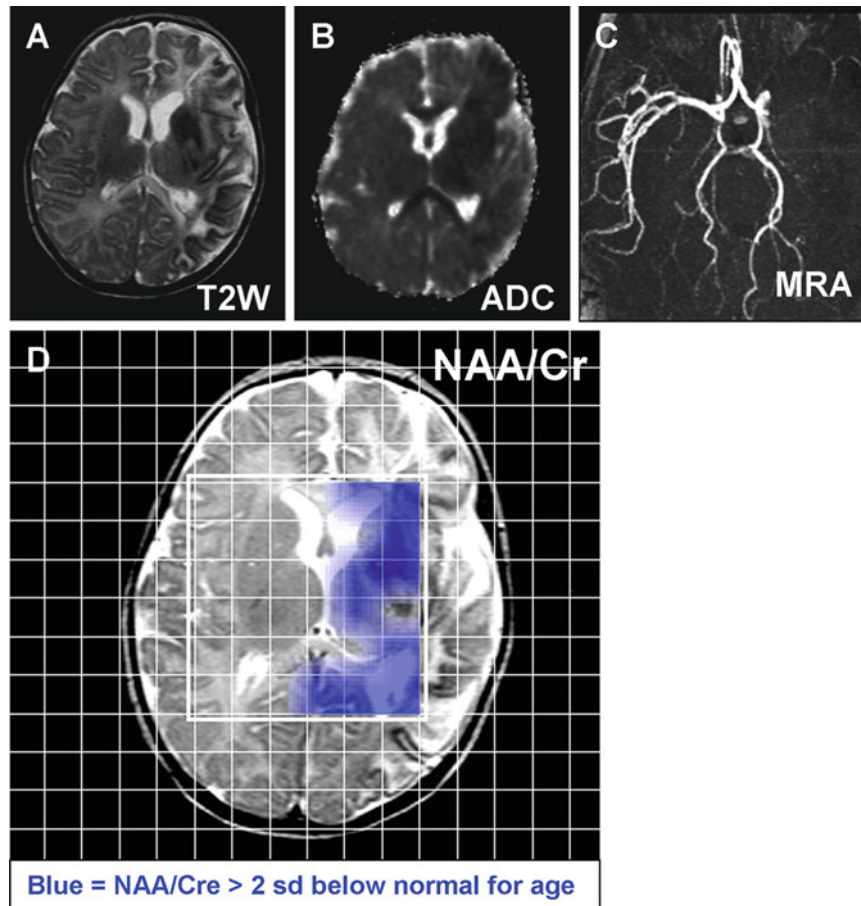 A
T2W
B
ADC
C
MRA
D
NAA/Cr
Blue = NAA/Cre > 2 sd below normal for age